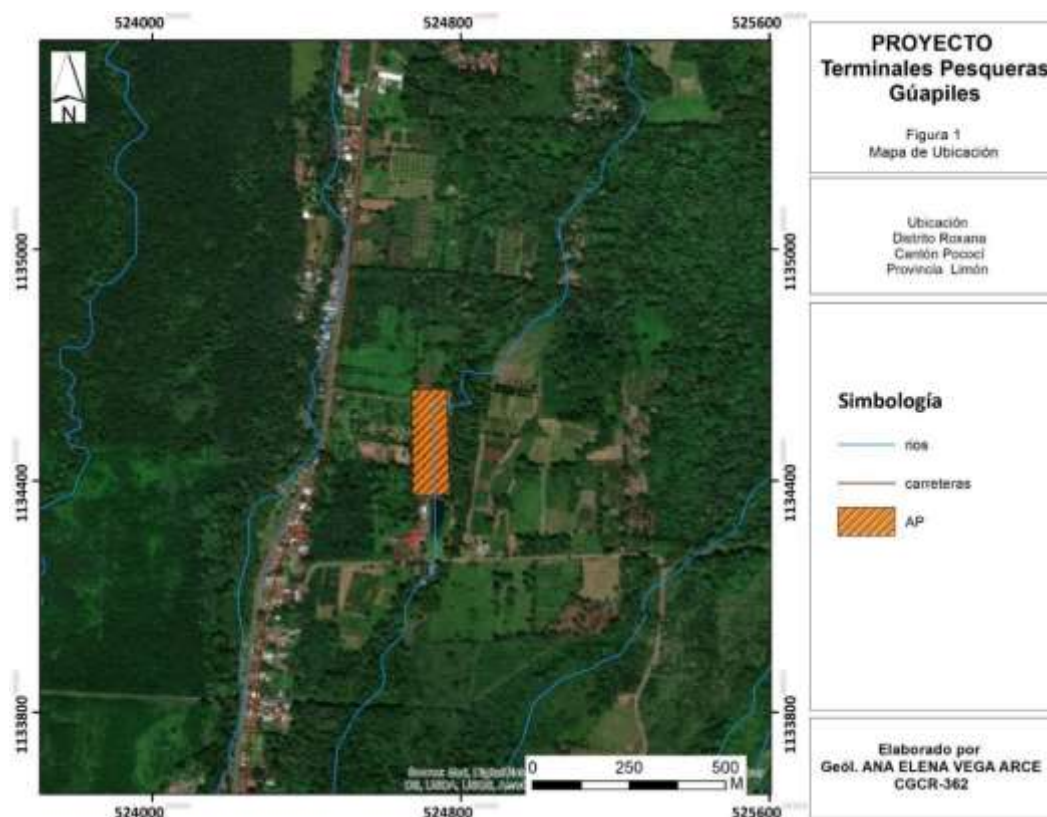 524000 524800 525600
N
1135000
1134400
1133800
1135000
1134400
1133800
0 250 500
M
524000 524800 525600
PROYECTO
Terminales Pesqueras
Gúapiles
Figura 1
Mapa de Ubicación
Ubicación
Distrito Roxana
Cantón Pococí
Provincia Limón
Simbología
ríos
carreteras
AP
Elaborado por
Geól. ANA ELENA VEGA ARCE
CGCR-362